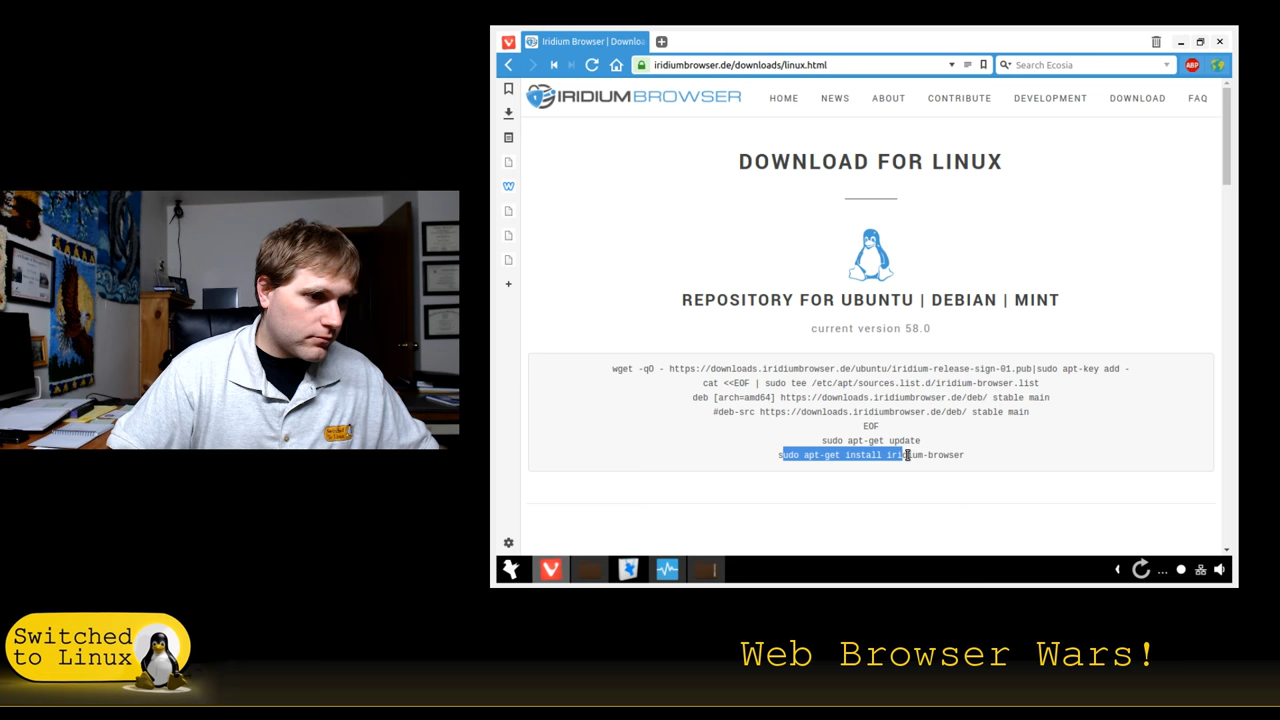 Iridium Browser | Downlo
iridiumbrowser.de/downloads/linux.html
Search Ecosia
ABP
IRIDIUMBROWSER
HOME
NEWS
ABOUT
CONTRIBUTE
DEVELOPMENT
DOWNLOAD
FAQ
DOWNLOAD FOR LINUX
REPOSITORY FOR UBUNTU | DEBIAN | MINT
current version 58.0
wget -qO - https://downloads.iridiumbrowser.de/ubuntu/iridium-release-sign-01.pub|sudo apt-key add -
cat <<EOF | sudo tee /etc/apt/sources.list.d/iridium-browser.list
deb [arch=amd64] https://downloads.iridiumbrowser.de/deb/ stable main
#deb-src https://downloads.iridiumbrowser.de/deb/ stable main
EOF
sudo apt-get update
sudo apt-get install iridium-browser
Switched
to Linux
Web Browser Wars!